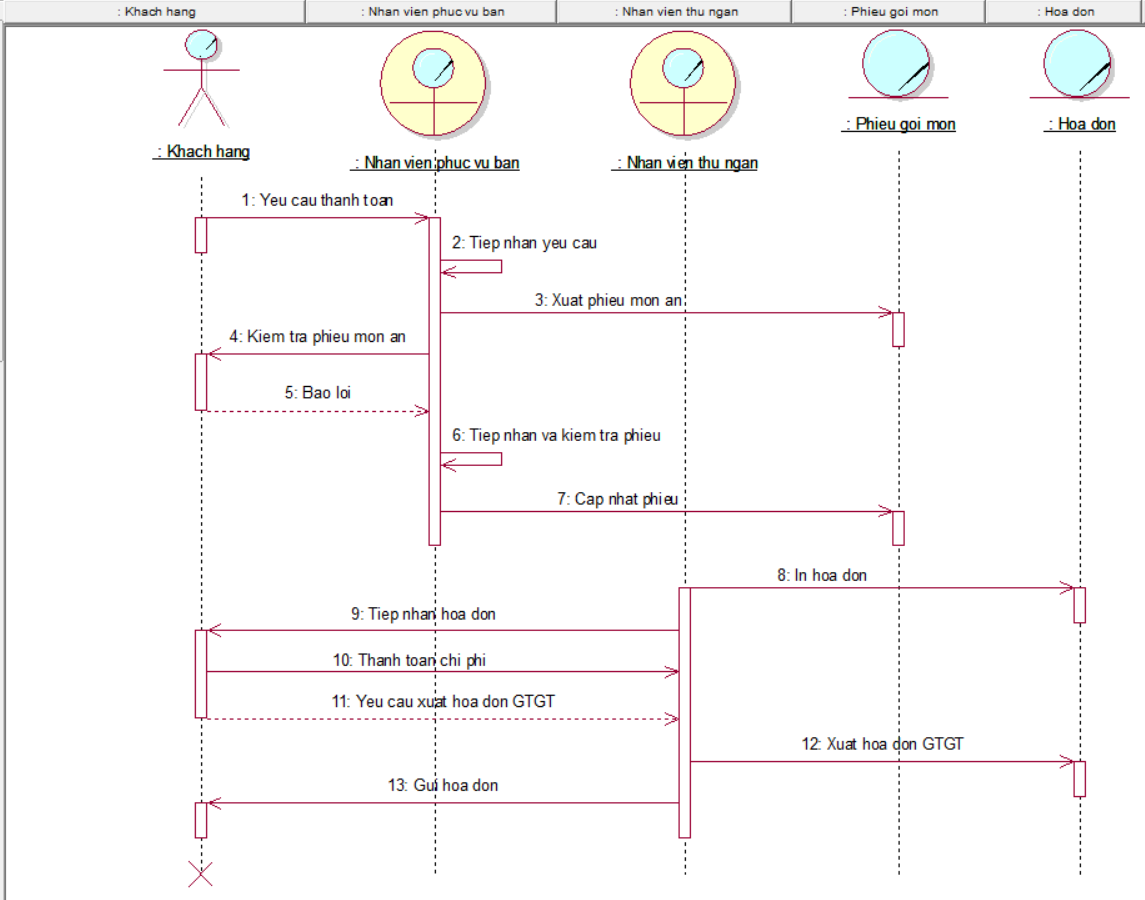 : Khach hang
: Nhan vien phuc vu ban
: Nhan vien thu ngan
: Phieu goi mon
: Hoa don
: Khach hang
: Nhan vien phuc vu ban
: Nhan vien thu ngan
: Phieu goi mon
: Hoa don
1: Yeu cau thanh toan
2: Tiep nhan yeu cau
3: Xuat phieu mon an
4: Kiem tra phieu mon an
5: Bao loi
6: Tiep nhan va kiem tra phieu
7: Cap nhat phieu
8: In hoa don
9: Tiep nhan hoa don
10: Thanh toan chi phi
11: Yeu cau xuat hoa don GTGT
12: Xuat hoa don GTGT
13: Gui hoa don